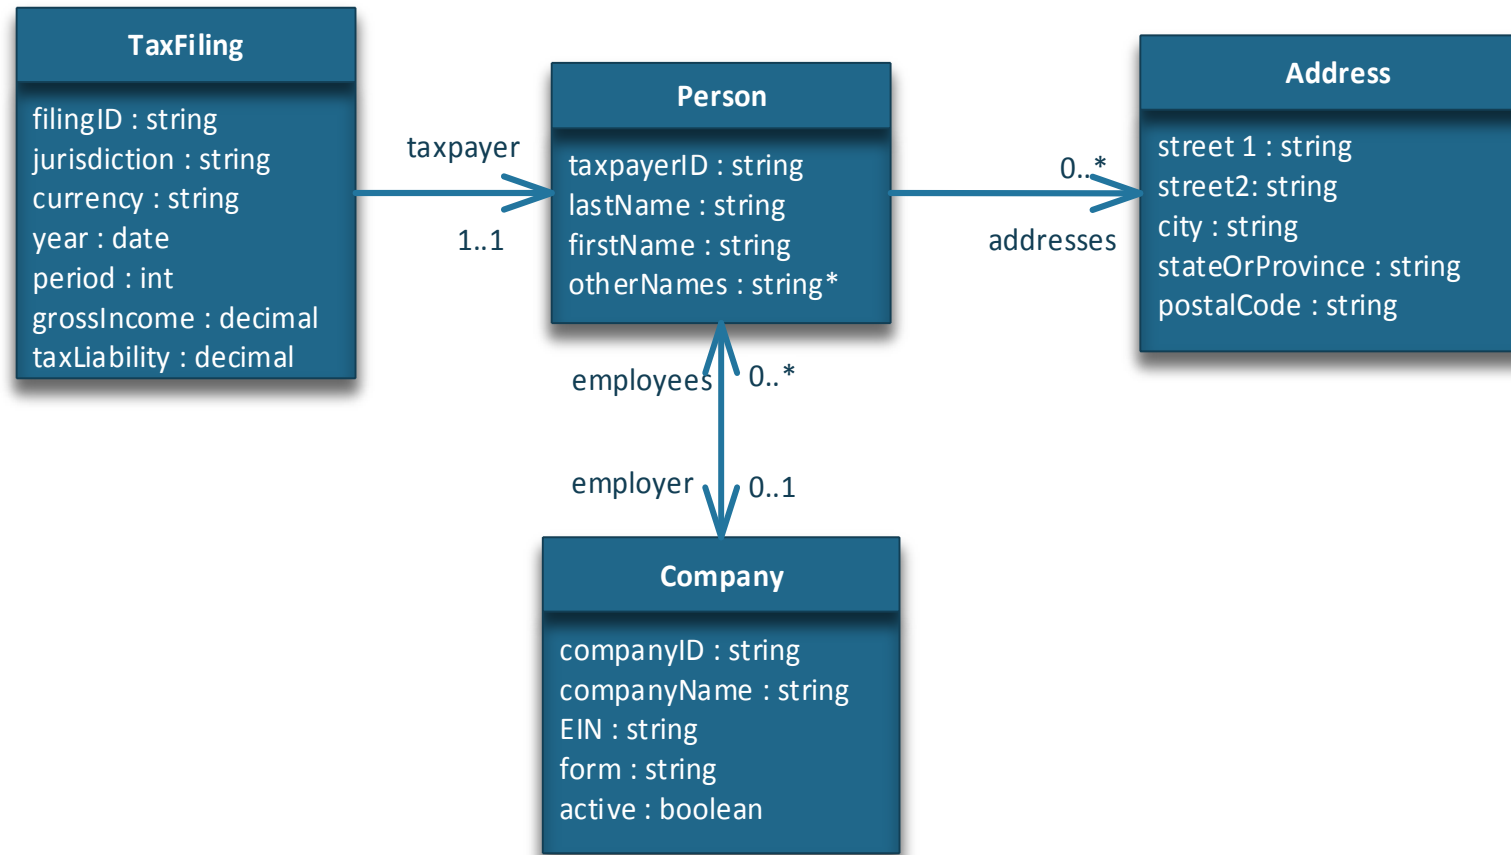 TaxFiling
filingID : string
jurisdiction : string
currency : string
year : date
period : int
grossIncome : decimal
taxLiability : decimal
taxpayer
1..1
Person
taxpayerID : string
lastName : string
firstName : string
otherNames : string*
0..*
addresses
Address
street 1 : string
street2: string
city : string
stateOrProvince : string
postalCode : string
employees 0..*
employer 0..1
Company
companyID : string
companyName : string
EIN : string
form : string
active : boolean